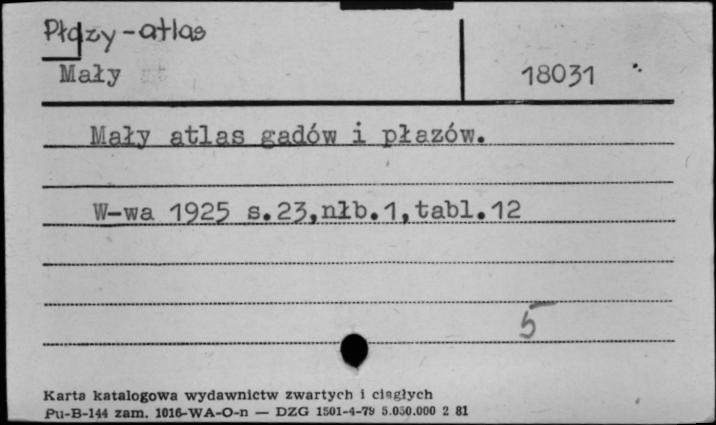 Płazy-atlas
Mały
18031
Mały atlas gadów i płazów.
W-wa 1925 s.23,nłb.1,tabl.12
5
Karta katalogowa wydawnictw zwartych i ciągłych
Pu-B-144 zam. 1016-WA-O-n — DZG 1501-4-79 5.050.000 2 81